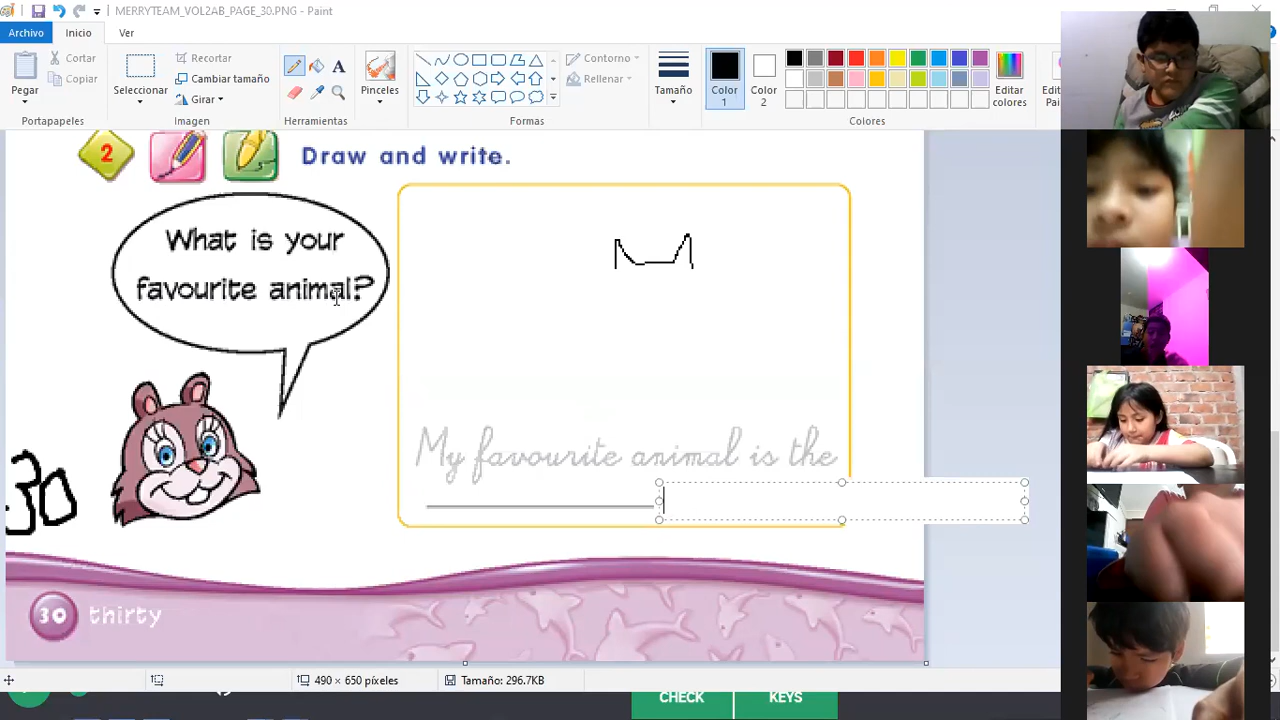 MERRYTEAM_VOL2AB_PAGE_30.PNG - Paint
Archivo Inicio Ver
Pegar
Cortar
Copiar
Portapapeles
Seleccionar
Recortar
Cambiar tamaño
Girar
Imagen
A
Herramientas
Pinceles
Contorno
Rellenar
Formas
Tamaño
Color 1
Color 2
Editar colores
Colores
2 Draw and write.
What is your
favourite animal?
My favourite animal is the
30
30 thirty
490 × 650 píxeles
Tamaño: 296.7KB
CHECK
KEYS